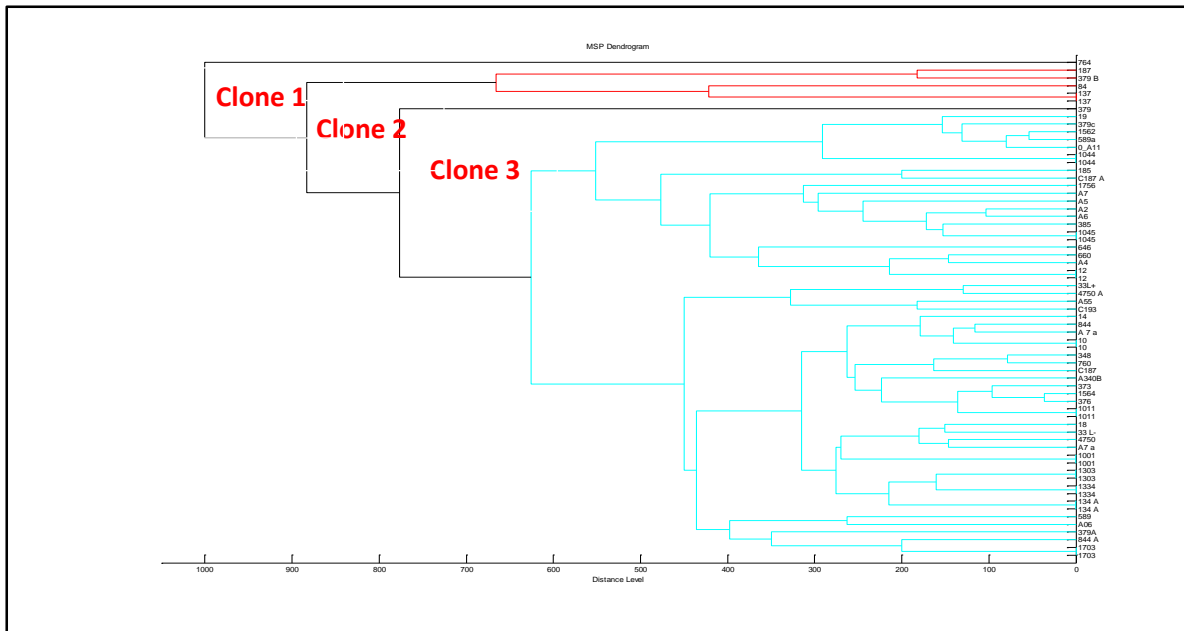 MSP Dendrogram
Clone 1
Clone 2
Clone 3
764
187
379 B
84
137
137
379
19
379c
1562
589a
0_A11
1044
1044
185
C187 A
1756
A7
A5
A2
A6
385
1045
1045
646
660
A4
12
12
33L+
4750 A
A55
C193
14
844
A 7 a
10
10
348
760
C187
A340B
373
1564
376
1011
1011
18
33 L-
4750
A7 a
1001
1001
1303
1303
1334
1334
134 A
134 A
589
A06
379A
844 A
1703
1703
1000 900 800 700 600 500 400 300 200 100 0
Distance Level